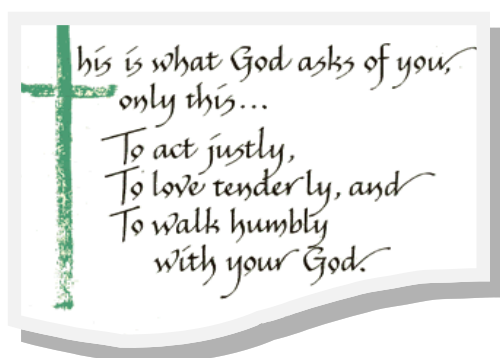 This is what God asks of you,
only this...
To act justly,
To love tenderly, and
To walk humbly
with your God.